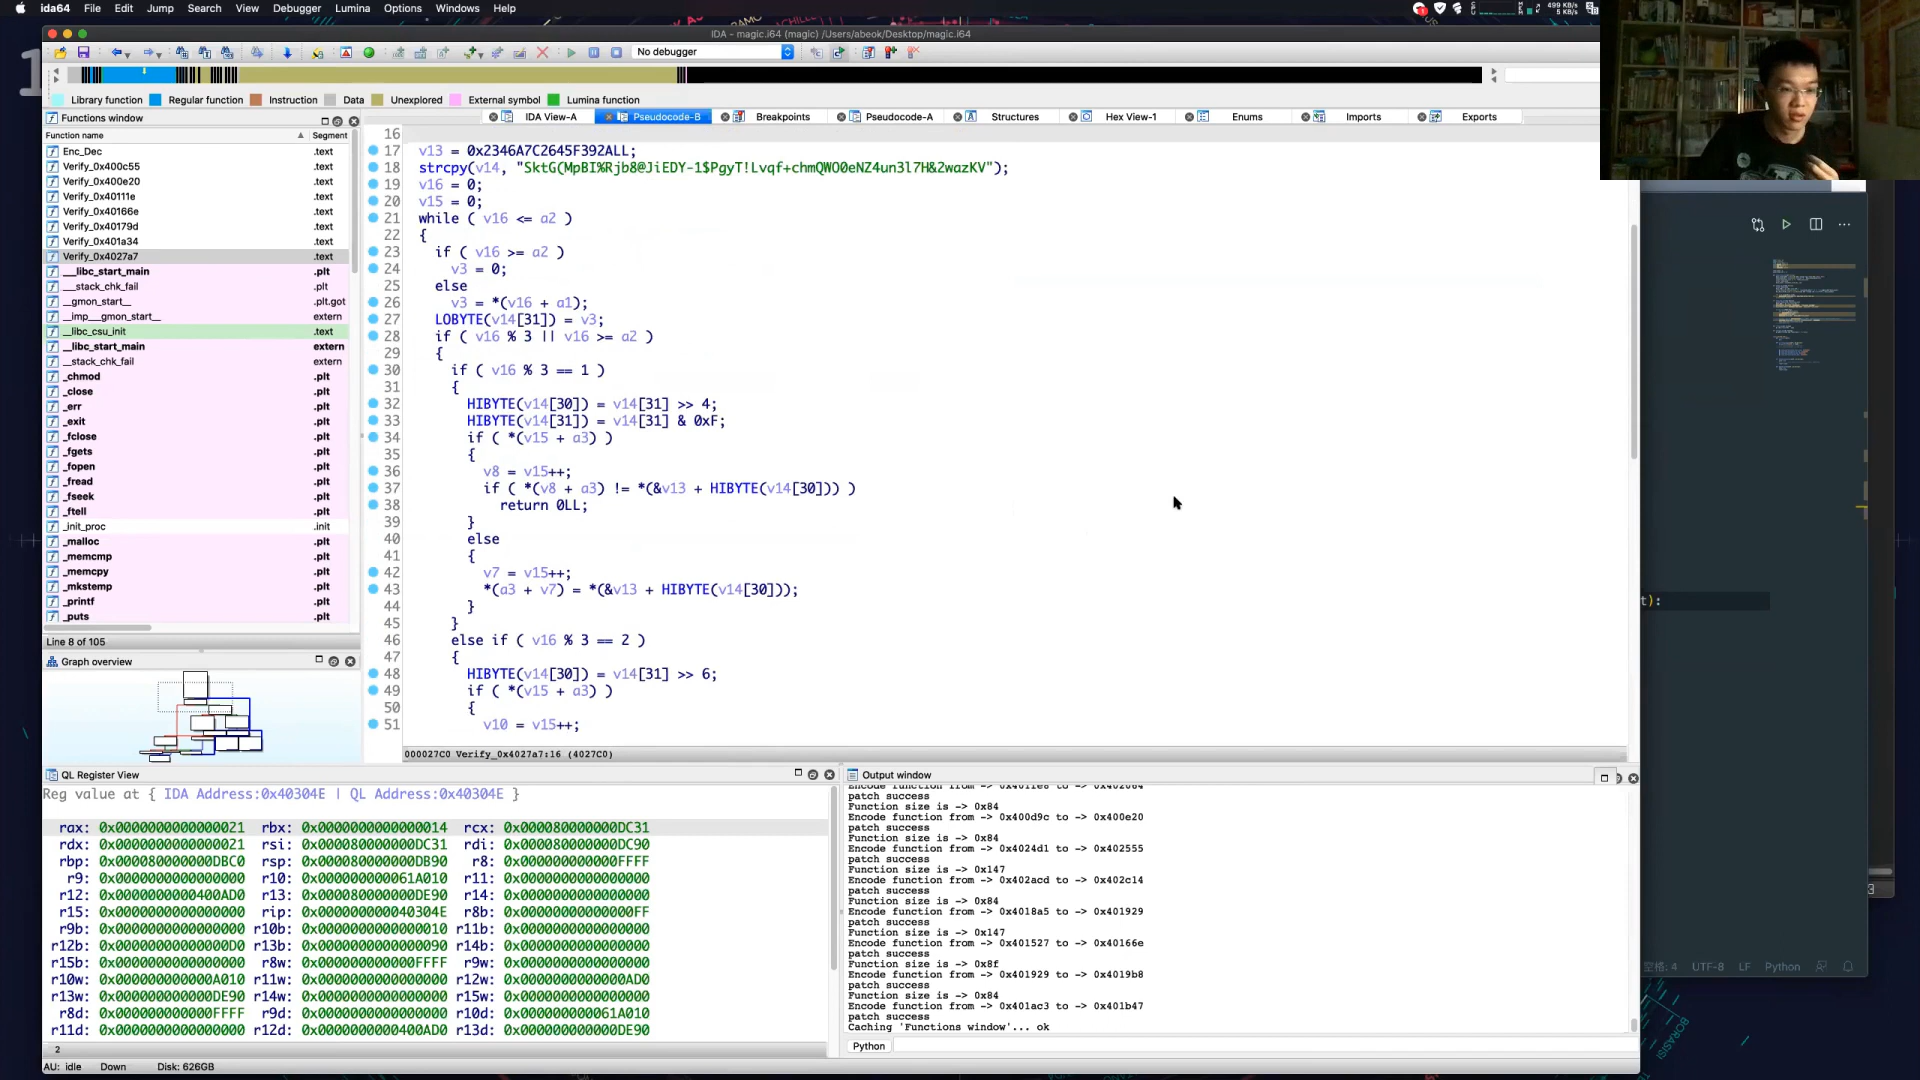 ida64 File Edit Jump Search View Debugger Lumina Options Windows Help
499 KB/s
5 KB/s
IDA - magic.i64 (magic) /Users/abeok/Desktop/magic.i64
No debugger
Library function Regular function Instruction Data Unexplored External symbol Lumina function
Functions window
IDA View-A Pseudocode-B Breakpoints Pseudocode-A Structures Hex View-1 Enums Imports Exports
Function name Segment
Enc_Dec .text
Verify_0x400c55 .text
Verify_0x400e20 .text
Verify_0x40111e .text
Verify_0x40166e .text
Verify_0x40179d .text
Verify_0x401a34 .text
Verify_0x4027a7 .text
___libc_start_main .plt
___stack_chk_fail .plt
__gmon_start__ .plt.got
__imp___gmon_start__ extern
__libc_csu_init .text
__libc_start_main extern
__stack_chk_fail extern
_chmod .plt
_close .plt
_err .plt
_exit .plt
_fclose .plt
_fgets .plt
_fopen .plt
_fread .plt
_fseek .plt
_ftell .plt
_init_proc .init
_malloc .plt
_memcmp .plt
_memcpy .plt
_mkstemp .plt
_printf .plt
_puts .plt
Line 8 of 105
Graph overview
16
17 v13 = 0x2346A7C2645F392ALL;
18 strcpy(v14, "SktG(MpBI%Rjb8@JiEDY-1$PgyT!Lvqf+chmQWO0eNZ4un3l7H&2wazKV");
19 v16 = 0;
20 v15 = 0;
21 while ( v16 <= a2 )
22 {
23 if ( v16 >= a2 )
24 v3 = 0;
25 else
26 v3 = *(v16 + a1);
27 LOBYTE(v14[31]) = v3;
28 if ( v16 % 3 || v16 >= a2 )
29 {
30 if ( v16 % 3 == 1 )
31 {
32 HIBYTE(v14[30]) = v14[31] >> 4;
33 HIBYTE(v14[31]) = v14[31] & 0xF;
34 if ( *(v15 + a3) )
35 {
36 v8 = v15++;
37 if ( *(v8 + a3) != *(&v13 + HIBYTE(v14[30])) )
38 return 0LL;
39 }
40 else
41 {
42 v7 = v15++;
43 *(a3 + v7) = *(&v13 + HIBYTE(v14[30]));
44 }
45 }
46 else if ( v16 % 3 == 2 )
47 {
48 HIBYTE(v14[30]) = v14[31] >> 6;
49 if ( *(v15 + a3) )
50 {
51 v10 = v15++;
000027C0 Verify_0x4027a7:16 (4027C0)
QL Register View
Reg value at { IDA Address:0x40304E | QL Address:0x40304E }
rax: 0x0000000000000021 rbx: 0x0000000000000014 rcx: 0x000080000000DC31
rdx: 0x0000000000000021 rsi: 0x000080000000DC31 rdi: 0x000080000000DC90
rbp: 0x000080000000DBC0 rsp: 0x000080000000DB90 r8: 0x000000000000FFFF
r9: 0x0000000000000000 r10: 0x000000000061A010 r11: 0x0000000000000000
r12: 0x0000000000400AD0 r13: 0x000080000000DE90 r14: 0x0000000000000000
r15: 0x0000000000000000 rip: 0x000000000040304E r8b: 0x00000000000000FF
r9b: 0x0000000000000000 r10b: 0x0000000000000010 r11b: 0x0000000000000000
r12b: 0x00000000000000D0 r13b: 0x0000000000000090 r14b: 0x0000000000000000
r15b: 0x0000000000000000 r8w: 0x000000000000FFFF r9w: 0x0000000000000000
r10w: 0x000000000000A010 r11w: 0x0000000000000000 r12w: 0x0000000000000AD0
r13w: 0x000000000000DE90 r14w: 0x0000000000000000 r15w: 0x0000000000000000
r8d: 0x000000000000FFFF r9d: 0x0000000000000000 r10d: 0x000000000061A010
r11d: 0x0000000000000000 r12d: 0x0000000000400AD0 r13d: 0x000000000000DE90
2
Output window
patch success
Function size is -> 0x84
Encode function from -> 0x400d9c to -> 0x400e20
patch success
Function size is -> 0x84
Encode function from -> 0x4024d1 to -> 0x402555
patch success
Function size is -> 0x147
Encode function from -> 0x402acd to -> 0x402c14
patch success
Function size is -> 0x84
Encode function from -> 0x4018a5 to -> 0x401929
patch success
Function size is -> 0x147
Encode function from -> 0x401527 to -> 0x40166e
patch success
Function size is -> 0x8f
Encode function from -> 0x401929 to -> 0x4019b8
patch success
Function size is -> 0x84
Encode function from -> 0x401ac3 to -> 0x401b47
patch success
Caching 'Functions window'... ok
Python
AU: idle Down Disk: 626GB
t):
空格: 4 UTF-8 LF Python
BORASISI